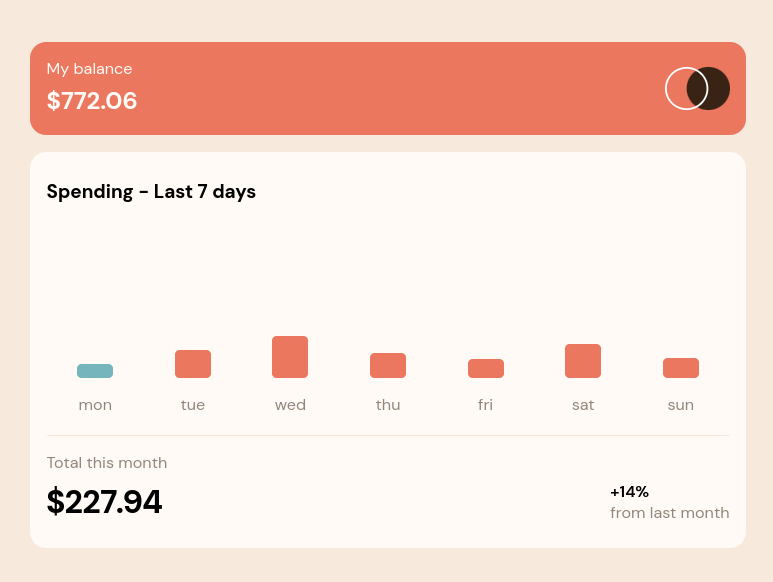 My balance
$772.06
Spending - Last 7 days
mon tue wed thu fri sat sun
Total this month
$227.94
+14%
from last month